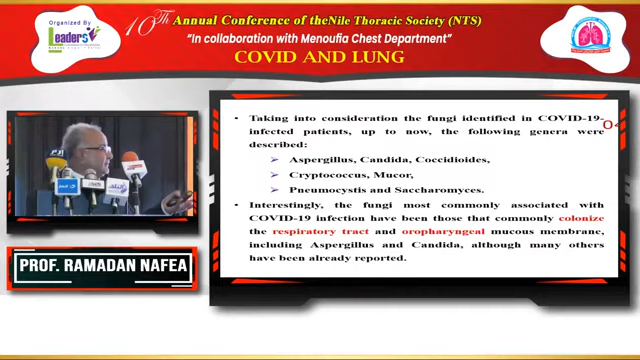 Organized By
Leaders
10Th Annual Conference of theNile Thoracic Society (NTS)
"In collaboration with Menoufia Chest Department"
COVID AND LUNG
• Taking into consideration the fungi identified in COVID-19-
infected patients, up to now, the following genera were
described:
➢ Aspergillus, Candida, Coccidioides,
➢ Cryptococcus, Mucor,
➢ Pneumocystis and Saccharomyces.
• Interestingly, the fungi most commonly associated with
COVID-19 infection have been those that commonly colonize
the respiratory tract and oropharyngeal mucous membrane,
including Aspergillus and Candida, although many others
have been already reported.
PROF. RAMADAN NAFEA